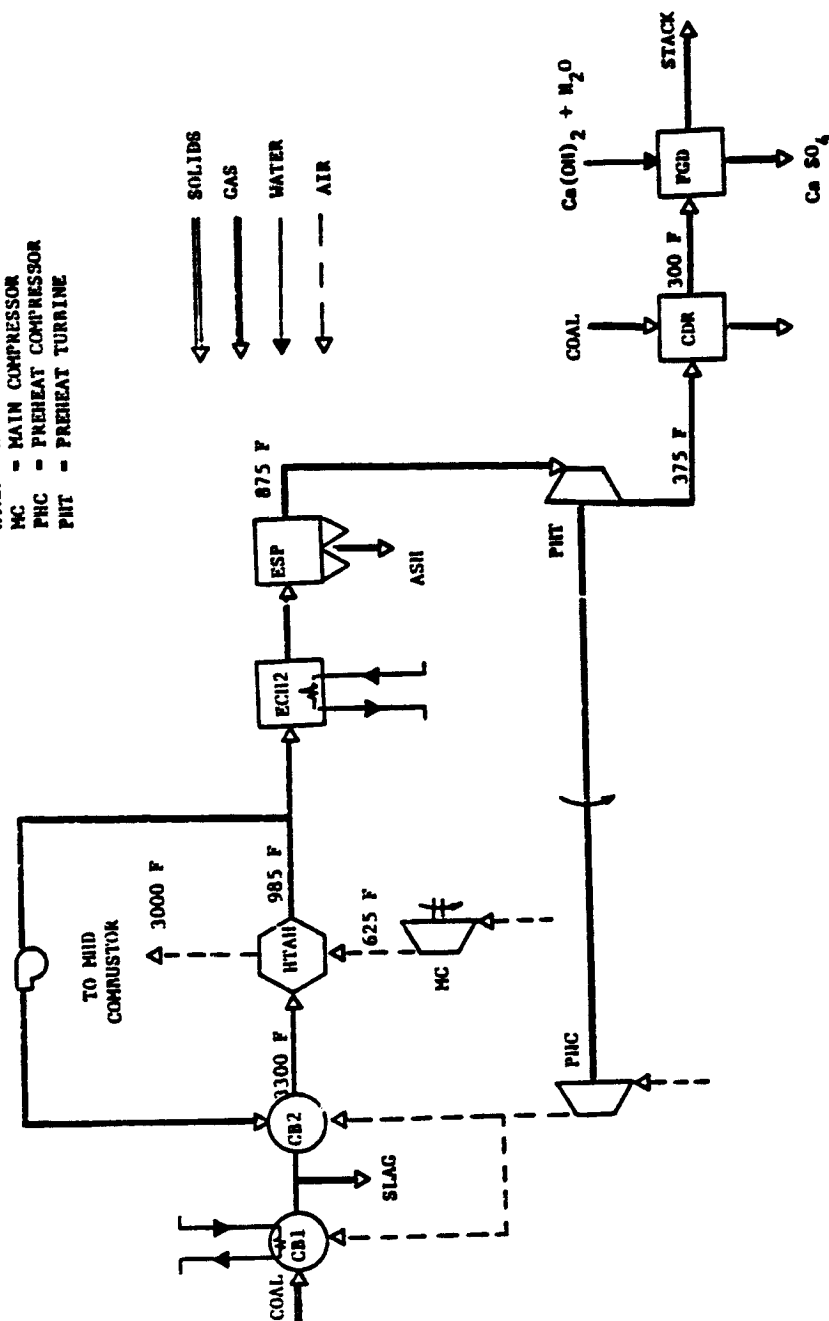 MC = MAIN COMPRESSOR
PHC = PREHEAT COMPRESSOR
PHT = PREHEAT TURBINE
SOLIDS
GAS
WATER
AIR
TO MHD
COMBUSTOR
3000 F
985 F
HTAH
3300 F
625 F
MC
CB2
CB1
COAL
SLAG
ECH2
ESP
875 F
ASH
PHT
PHC
375 F
COAL
CDR
300 F
Ca(OH)2 + H2O
FGD
STACK
Ca SO4